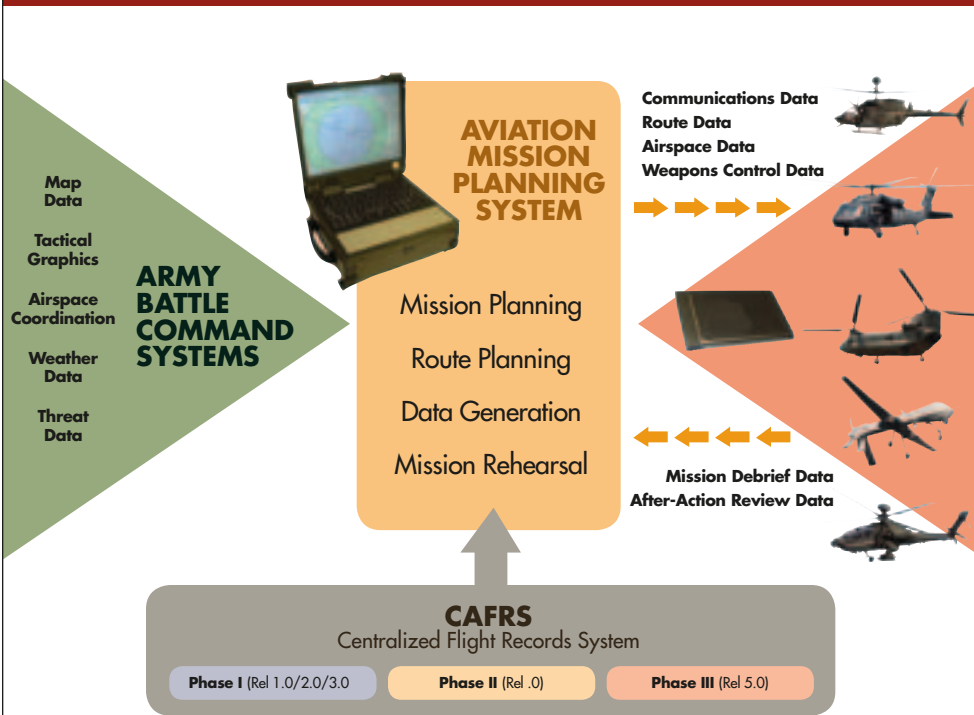 Map
Data
Tactical
Graphics
Airspace
Coordination
Weather
Data
Threat
Data
ARMY
BATTLE
COMMAND
SYSTEMS
AVIATION
MISSION
PLANNING
SYSTEM
Mission Planning
Route Planning
Data Generation
Mission Rehearsal
Communications Data
Route Data
Airspace Data
Weapons Control Data
Mission Debrief Data
After-Action Review Data
CAFRS
Centralized Flight Records System
Phase I (Rel 1.0/2.0/3.0
Phase II (Rel .0)
Phase III (Rel 5.0)